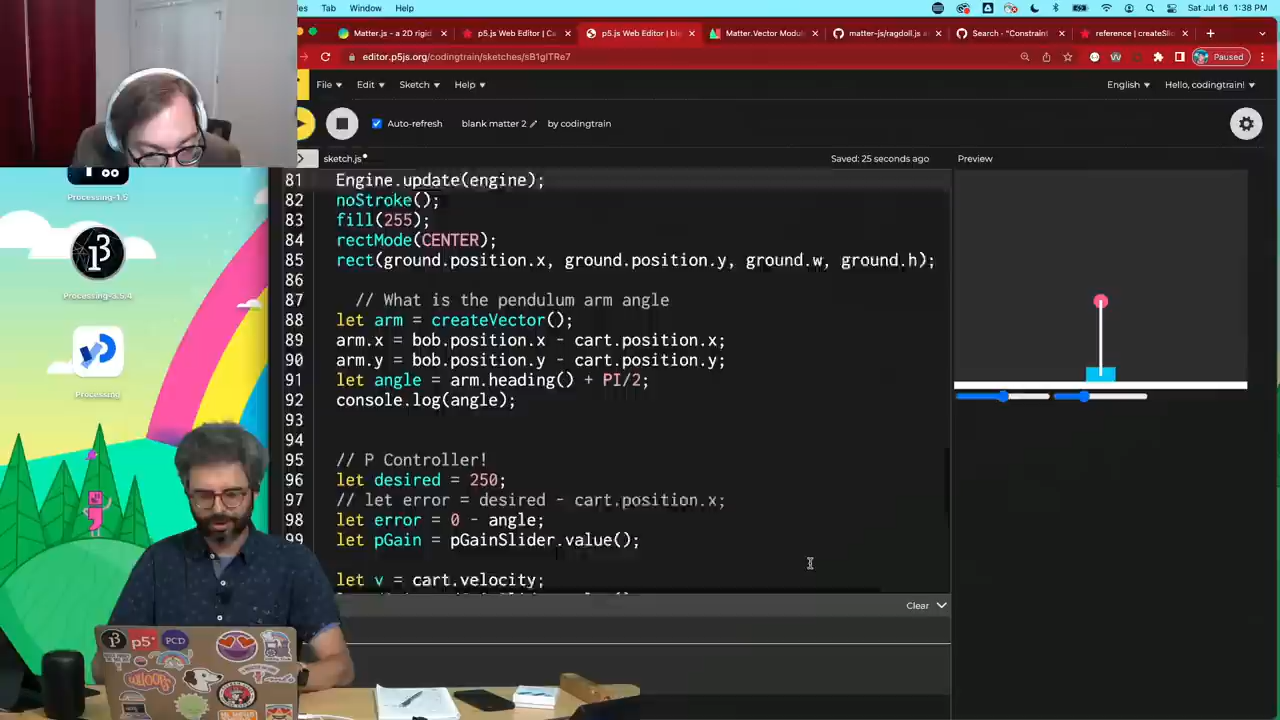 Tab Window Help
Sat Jul 16 1:38 PM
Matter.js – a 2D rigid
p5.js Web Editor | Ca
p5.js Web Editor | bla
Matter.Vector Modul
matter-js/ragdoll.js a
Search · "Constraint
reference | createSli
editor.p5js.org/codingtrain/sketches/sB1glTRe7
Paused
File Edit Sketch Help
English Hello, codingtrain!
Auto-refresh blank matter 2 by codingtrain
sketch.js
Saved: 25 seconds ago
Preview
81 Engine.update(engine);
82 noStroke();
83 fill(255);
84 rectMode(CENTER);
85 rect(ground.position.x, ground.position.y, ground.w, ground.h);
86
87 // What is the pendulum arm angle
88 let arm = createVector();
89 arm.x = bob.position.x - cart.position.x;
90 arm.y = bob.position.y - cart.position.y;
91 let angle = arm.heading() + PI/2;
92 console.log(angle);
93
94
95 // P Controller!
96 let desired = 250;
97 // let error = desired - cart.position.x;
98 let error = 0 - angle;
99 let pGain = pGainSlider.value();
let v = cart.velocity;
Clear
Processing-1.5
Processing-3.5.4
Processing
p5*
PCD
WHOOPS